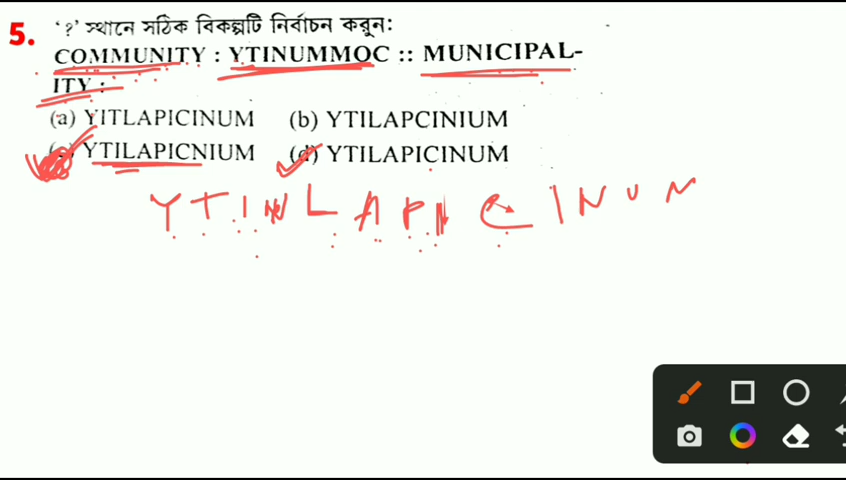 5. ‘?’ স্থানে সঠিক বিকল্পটি নির্বাচন করুন:
COMMUNITY : YTINUMMOC :: MUNICIPAL-
ITY :
(a) YITLAPICINUM (b) YTILAPCINIUM
YTILAPICNIUM (d) YTILAPICINUM